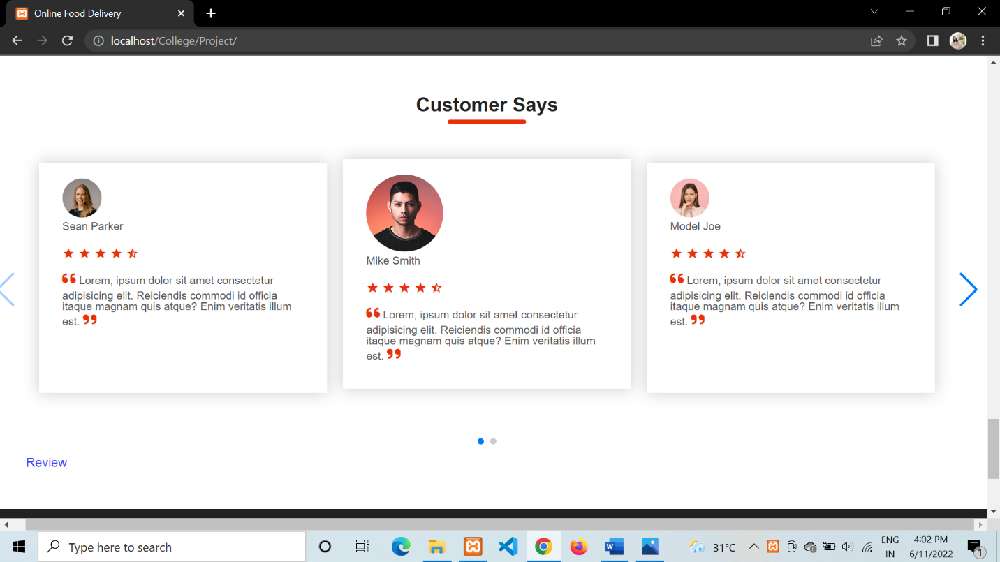 Online Food Delivery
localhost/College/Project/
Customer Says
Sean Parker
Lorem, ipsum dolor sit amet consectetur
adipisicing elit. Reiciendis commodi id officia
itaque magnam quis atque? Enim veritatis illum
est.
Mike Smith
Lorem, ipsum dolor sit amet consectetur
adipisicing elit. Reiciendis commodi id officia
itaque magnam quis atque? Enim veritatis illum
est.
Model Joe
Lorem, ipsum dolor sit amet consectetur
adipisicing elit. Reiciendis commodi id officia
itaque magnam quis atque? Enim veritatis illum
est.
Review
Type here to search
31°C
ENG
IN
4:02 PM
6/11/2022
1